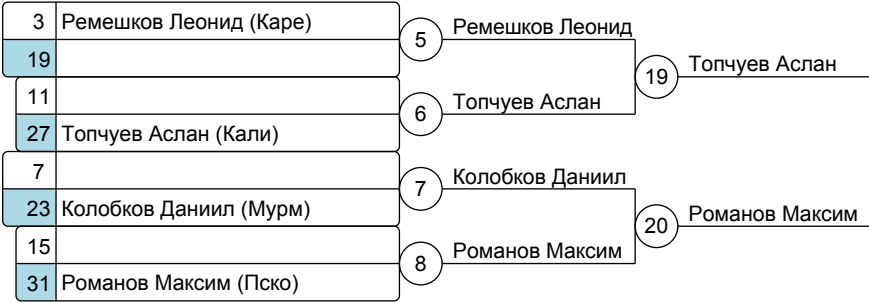 3 Ремешков Леонид (Каре)
19
5 Ремешков Леонид
11
27 Топчуев Аслан (Кали)
6 Топчуев Аслан
19 Топчуев Аслан
7
23 Колобков Даниил (Мурм)
7 Колобков Даниил
15
31 Романов Максим (Пско)
8 Романов Максим
20 Романов Максим